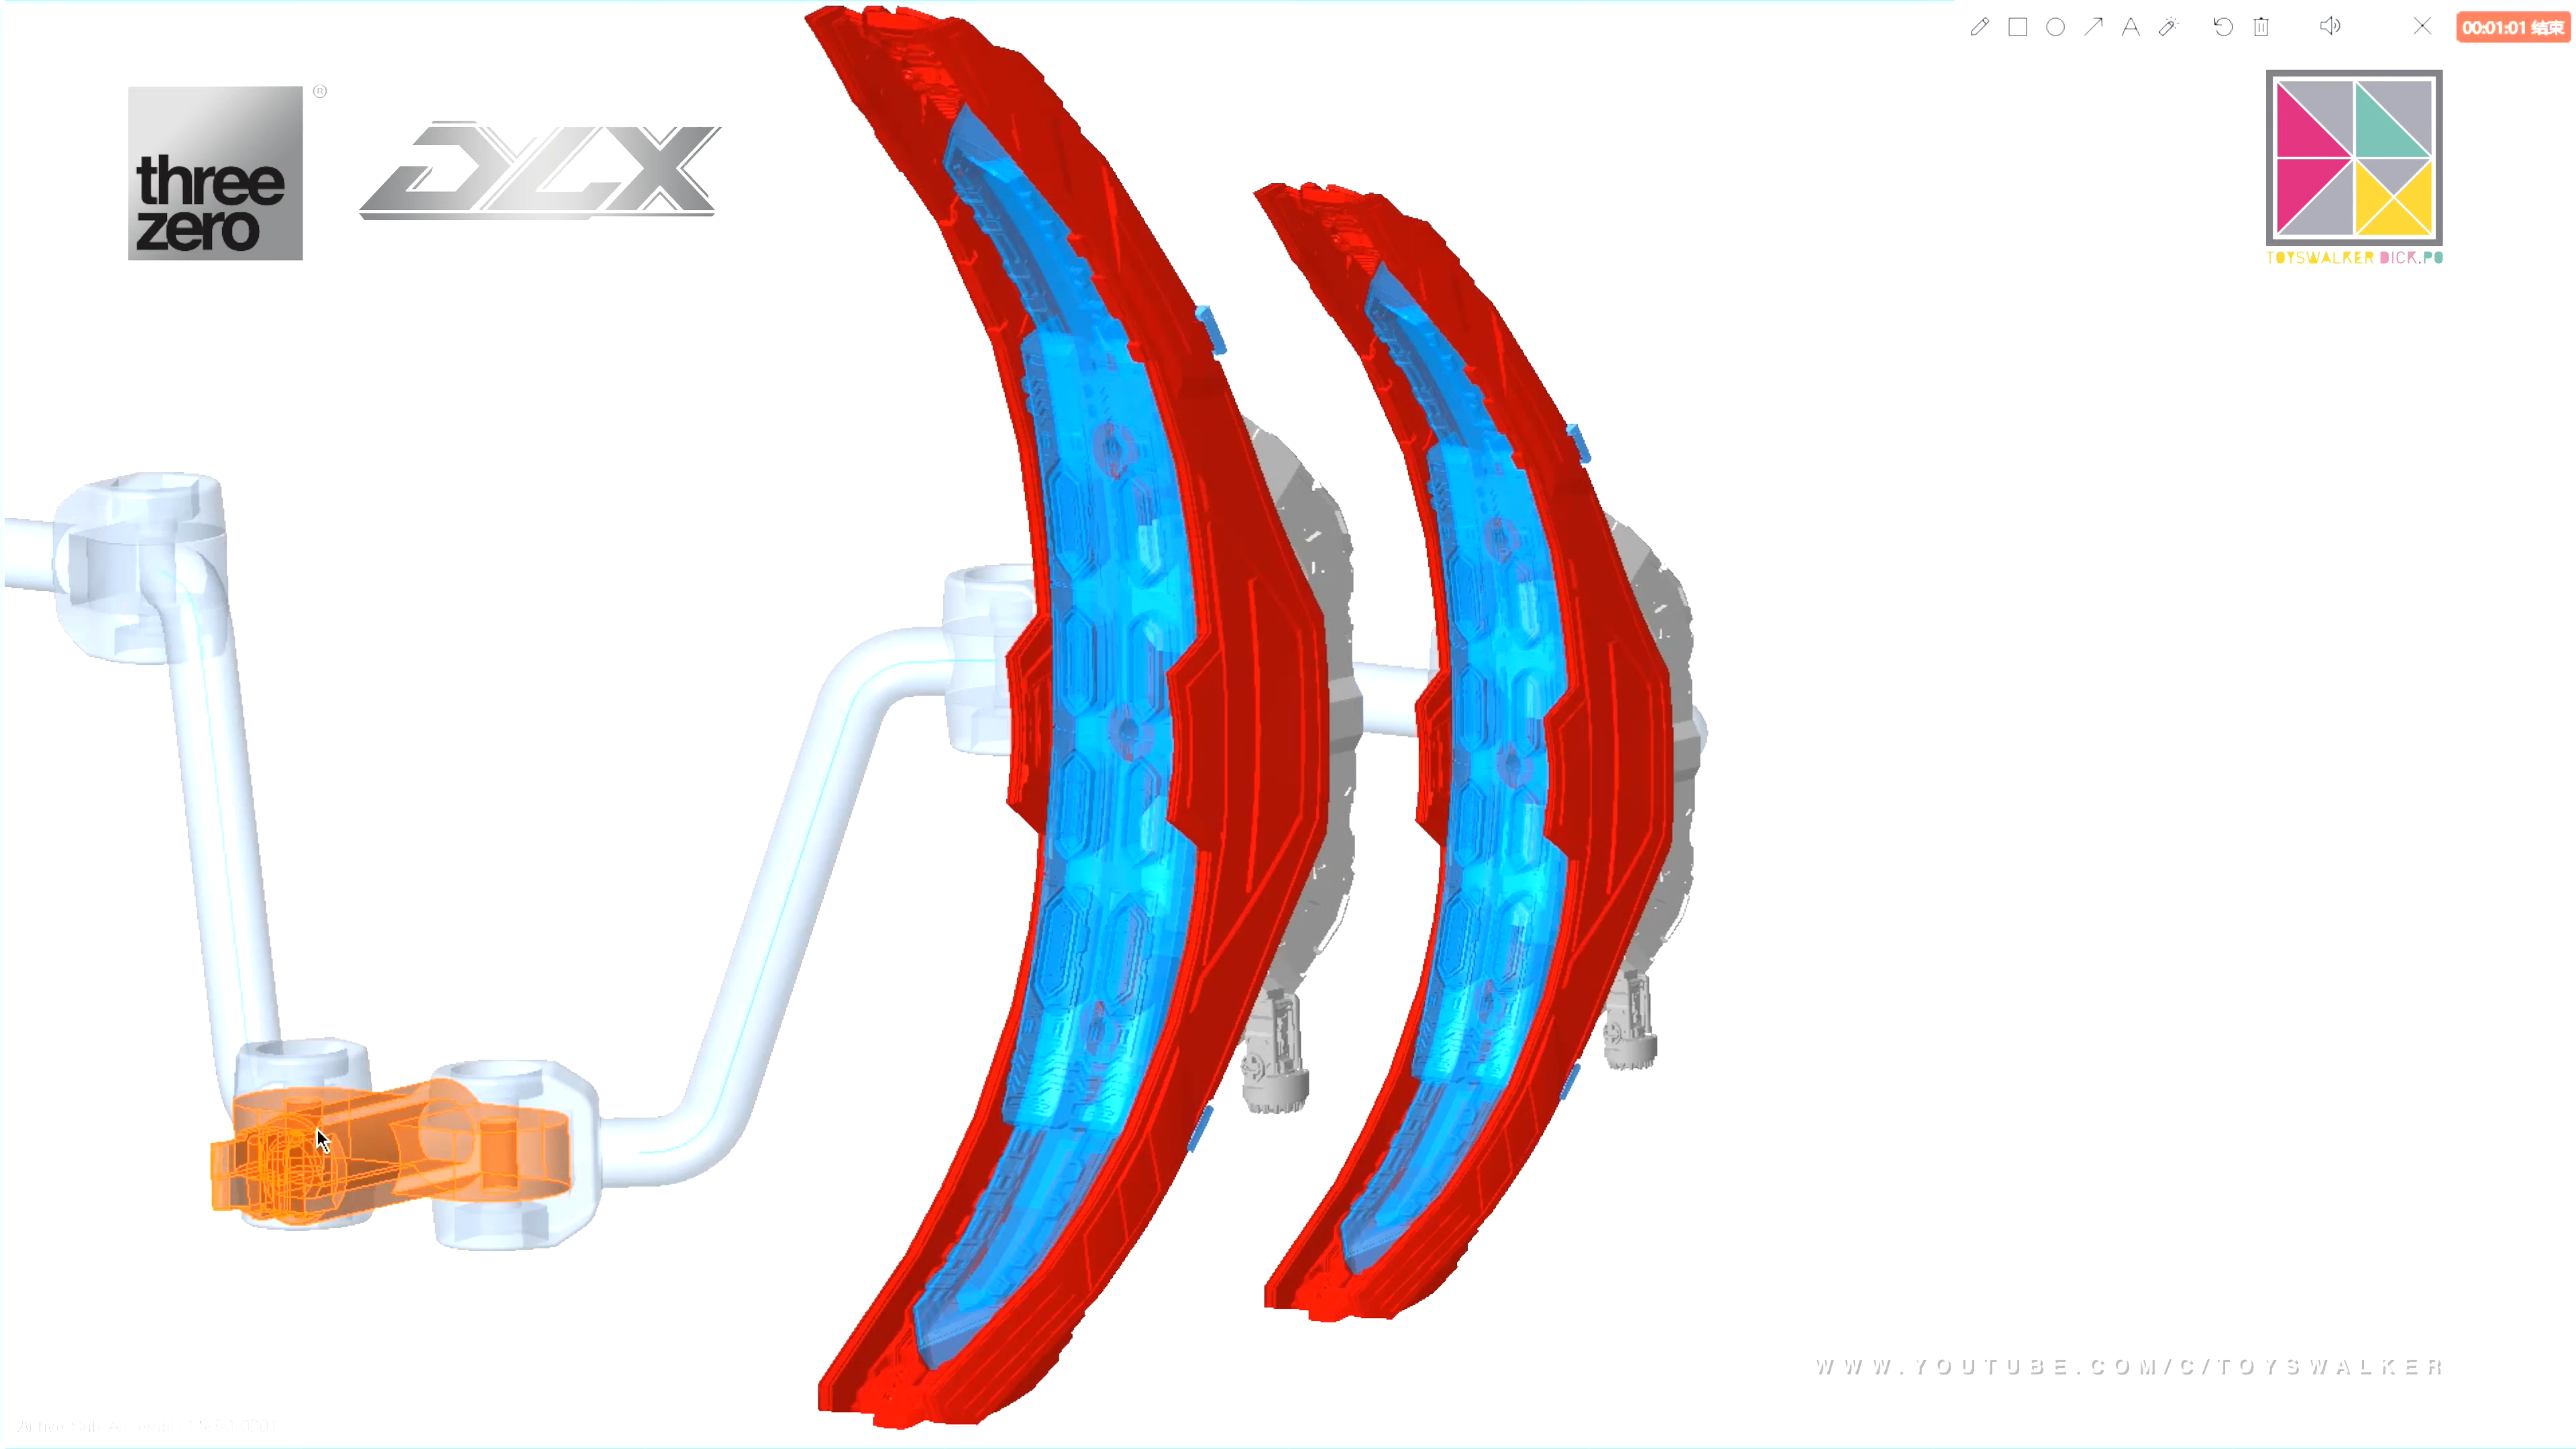 00:01:01 结束
three
zero
®
DLX
TOYSWALKER DICK.PO
WWW.YOUTUBE.COM/C/TOYSWALKER